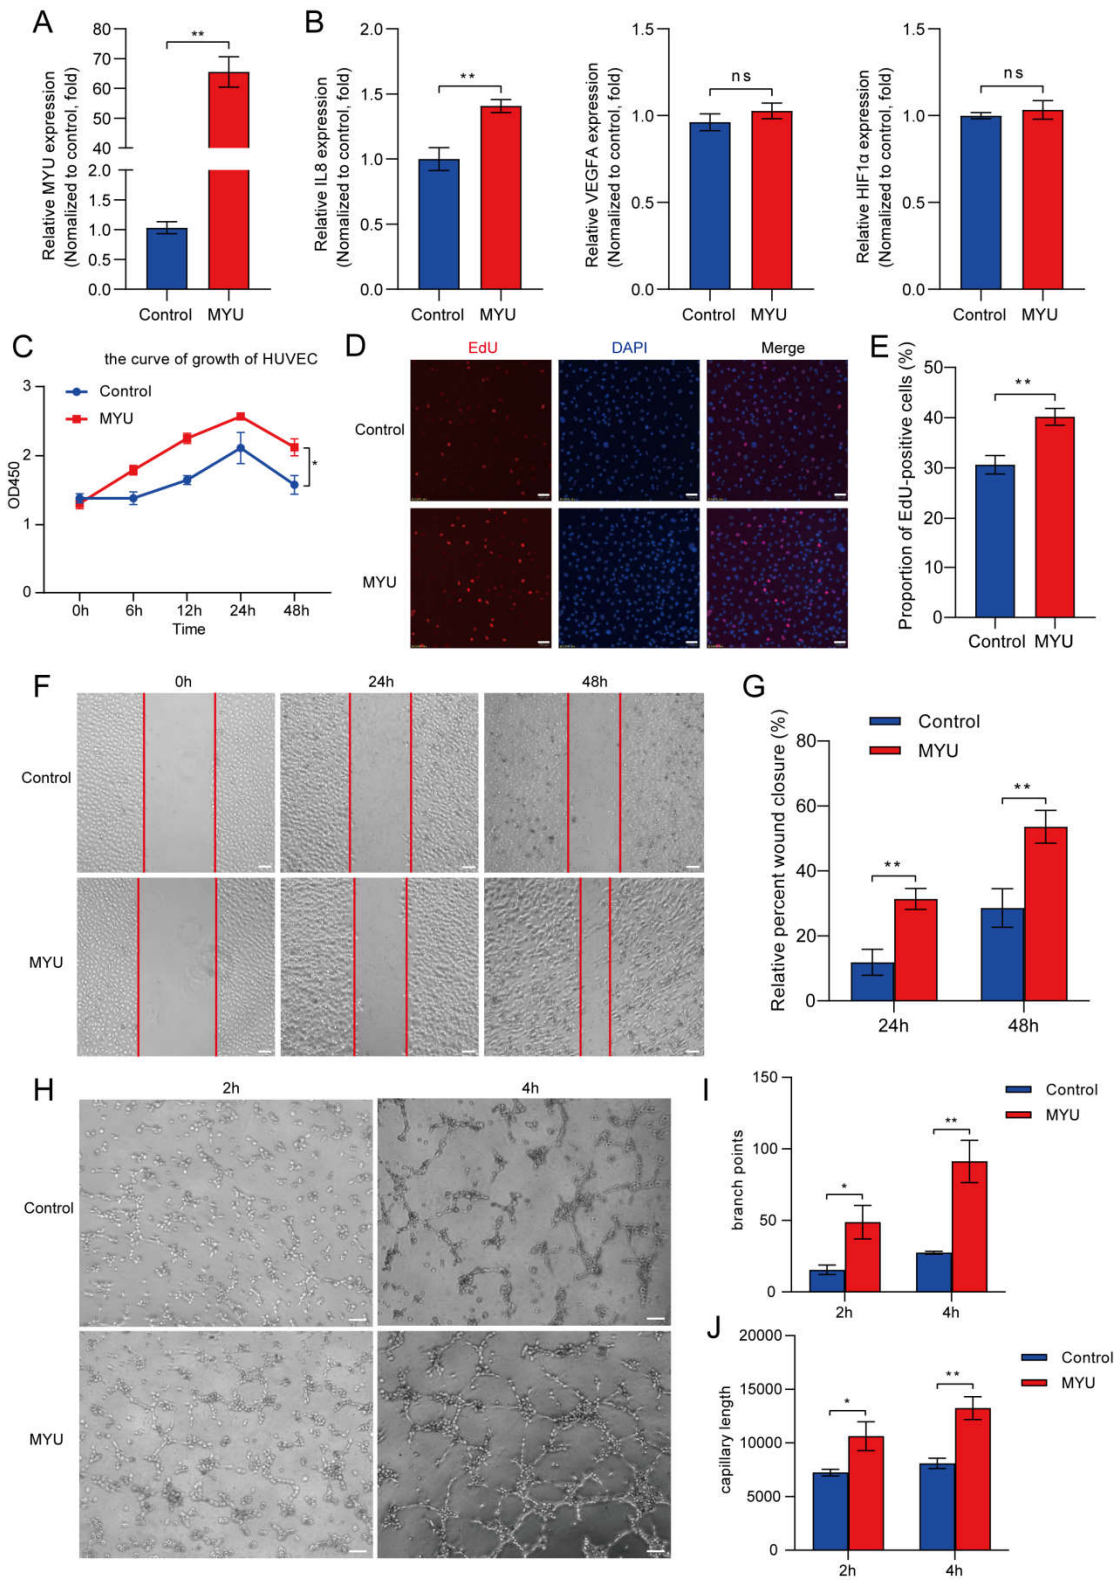 A
Relative MYU expression
(Nomalized to control, fold)
80
70
60
50
40
2.0
1.5
1.0
0.5
0.0
**
Control
MYU
B
Relative IL8 expression
(Nomalized to control, fold)
2.0
1.5
1.0
0.5
0.0
**
Control
MYU
Relative VEGFA expression
(Nomalized to control, fold)
1.5
1.0
0.5
0.0
ns
Control
MYU
Relative HIF1α expression
(Nomalized to control, fold)
1.5
1.0
0.5
0.0
ns
Control
MYU
C
the curve of growth of HUVEC
Control
MYU
OD450
3
2
1
0
*
0h
6h
12h
24h
48h
Time
D
EdU
DAPI
Merge
Control
MYU
E
Proportion of EdU-positive cells (%)
50
40
30
20
10
0
**
Control
MYU
F
0h
24h
48h
Control
MYU
G
Control
MYU
Relative percent wound closure (%)
80
60
40
20
0
**
**
24h
48h
H
2h
4h
Control
MYU
I
Control
MYU
branch points
150
100
50
0
*
**
2h
4h
J
Control
MYU
capillary length
20000
15000
10000
5000
0
*
**
2h
4h